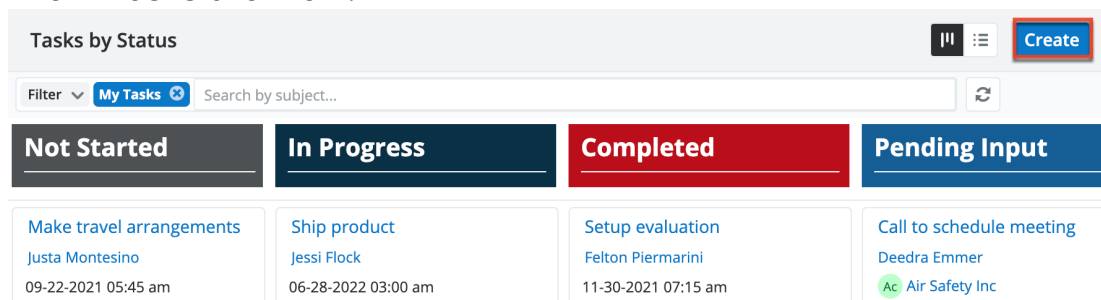 Tasks by Status
Create
Filter My Tasks Search by subject...
Not Started In Progress Completed Pending Input
Make travel arrangements Ship product Setup evaluation Call to schedule meeting
Justa Montesino Jessi Flock Felton Piermarini Deedra Emmer
09-22-2021 05:45 am 06-28-2022 03:00 am 11-30-2021 07:15 am Ac Air Safety Inc